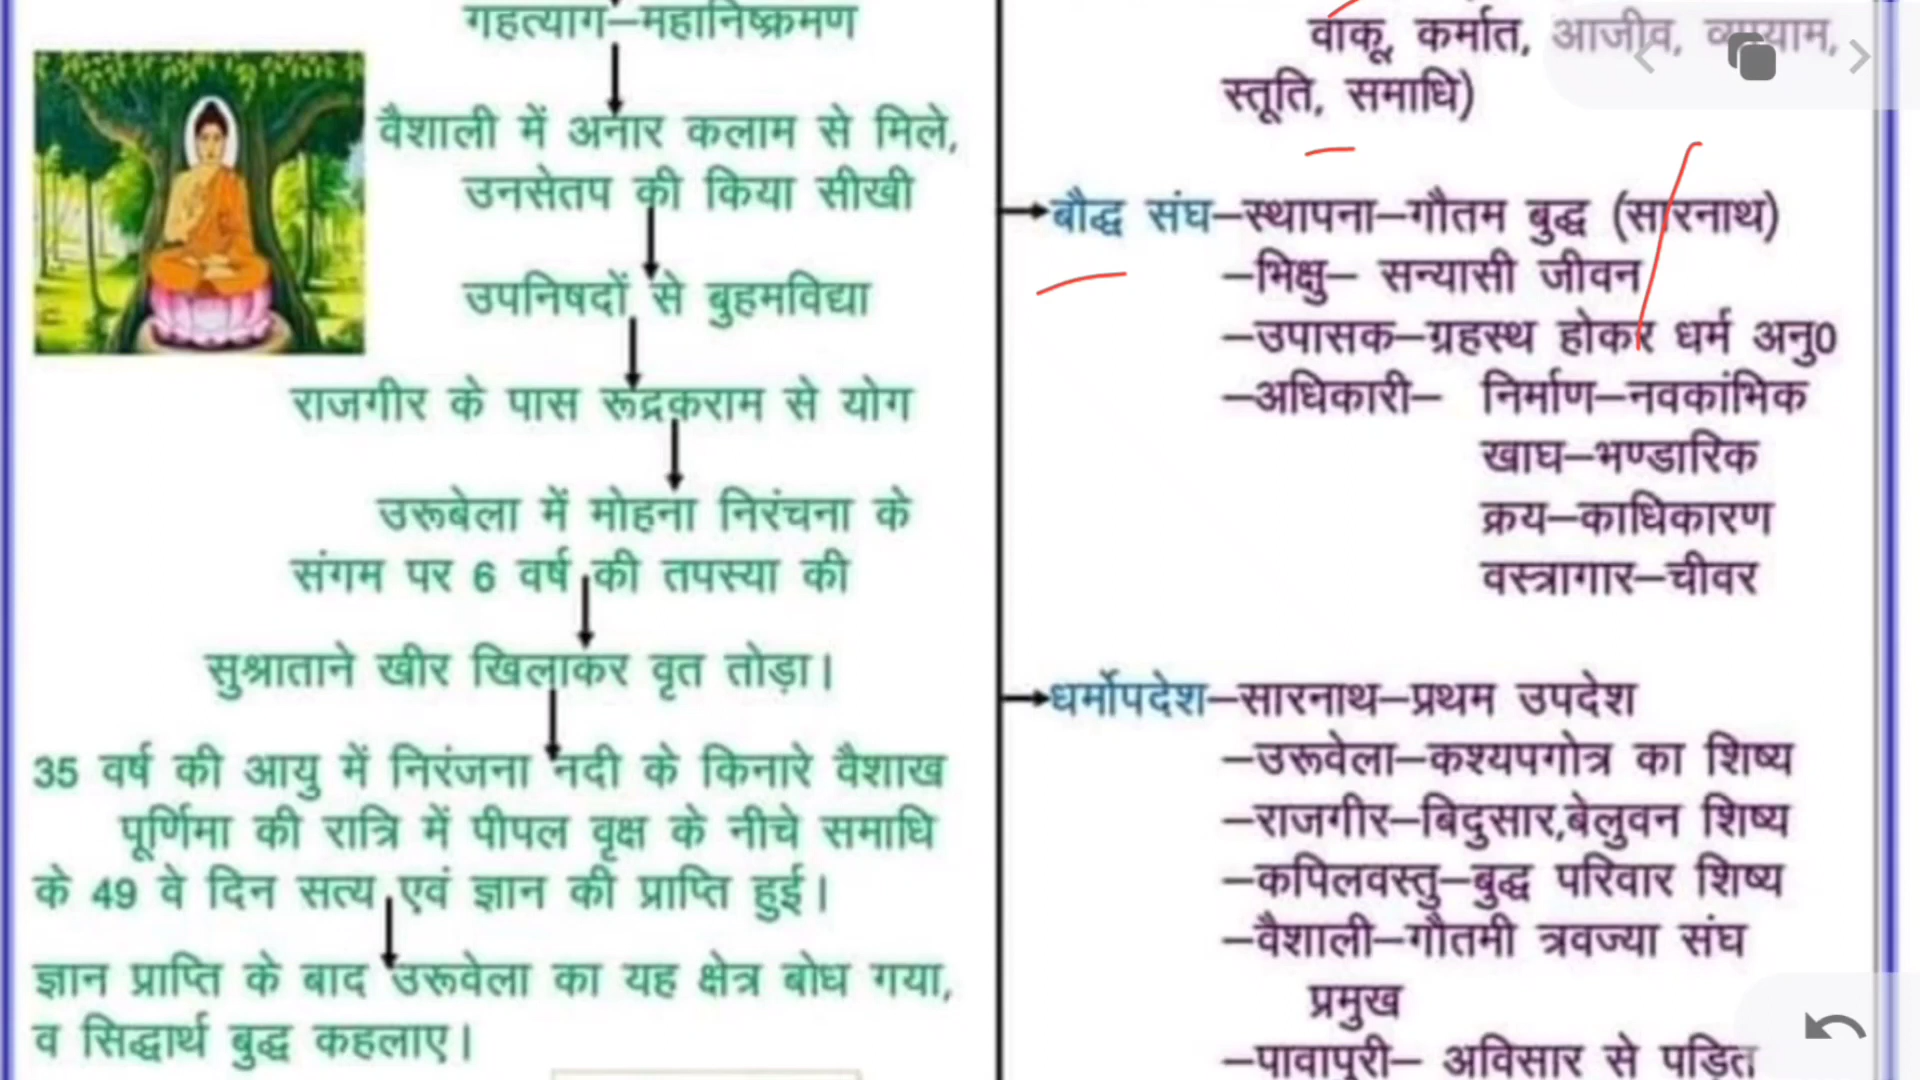 गहत्याग–महानिष्क्रमण
वैशाली में अनार कलाम से मिले,
उनसेतप की किया सीखी
उपनिषदों से बुहमविद्या
राजगीर के पास रूद्रकराम से योग
उरूबेला में मोहना निरंचना के
संगम पर 6 वर्ष की तपस्या की
सुश्राताने खीर खिलाकर वृत तोड़ा।
35 वर्ष की आयु में निरंजना नदी के किनारे वैशाख
पूर्णिमा की रात्रि में पीपल वृक्ष के नीचे समाधि
के 49 वे दिन सत्य एवं ज्ञान की प्राप्ति हुई।
ज्ञान प्राप्ति के बाद उरूवेला का यह क्षेत्र बोध गया,
व सिद्धार्थ बुद्ध कहलाए।
वाकू, कर्मात, आजीव, व्यायाम,
स्तूति, समाधि)
बौद्ध संघ–स्थापना–गौतम बुद्ध (सारनाथ)
–भिक्षु– सन्यासी जीवन
–उपासक–ग्रहस्थ होकर धर्म अनु0
–अधिकारी– निर्माण–नवकांभिक
खाघ–भण्डारिक
क्रय–काधिकारण
वस्त्रागार–चीवर
धर्मोपदेश–सारनाथ–प्रथम उपदेश
–उरूवेला–कश्यपगोत्र का शिष्य
–राजगीर–बिदुसार,बेलुवन शिष्य
–कपिलवस्तु–बुद्ध परिवार शिष्य
–वैशाली–गौतमी त्रवज्या संघ
प्रमुख
–पावापुरी– अविसार से पडित